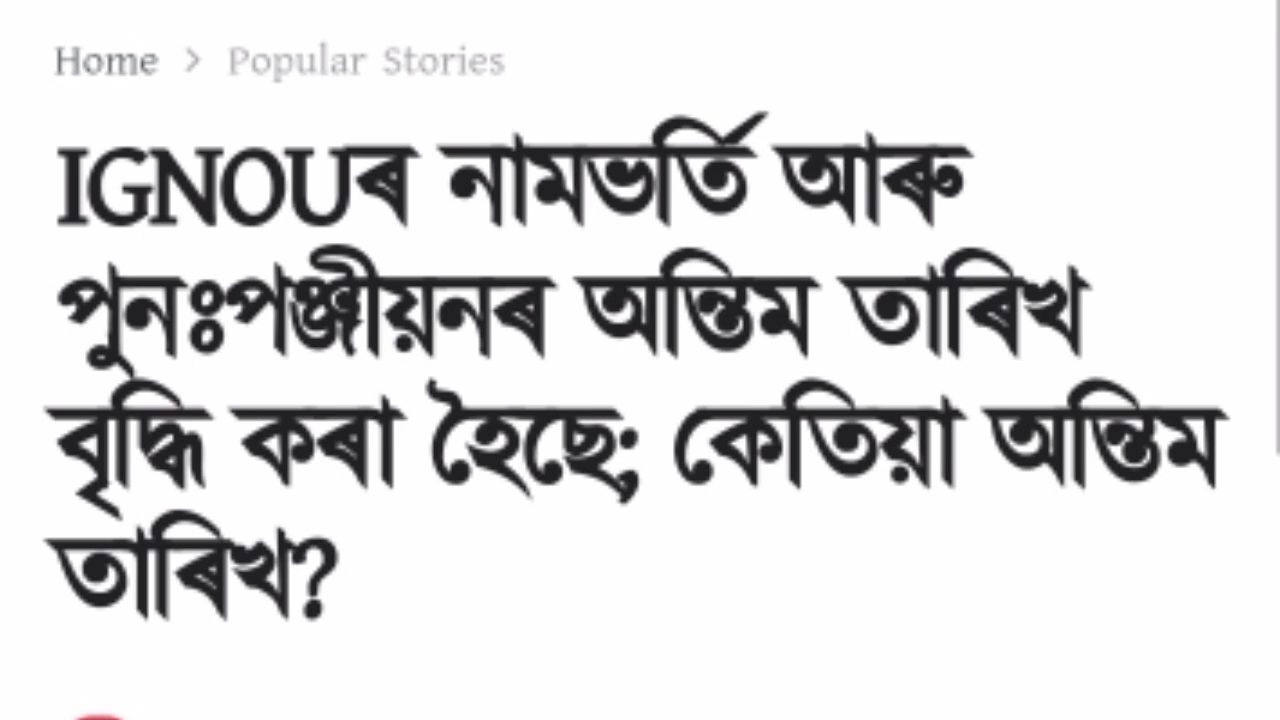 Home > Popular Stories
IGNOUৰ নামভৰ্তি আৰু
পুনঃপঞ্জীয়নৰ অন্তিম তাৰিখ
বৃদ্ধি কৰা হৈছে; কেতিয়া অন্তিম
তাৰিখ?